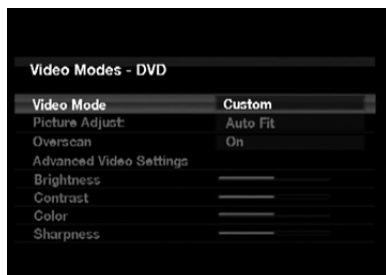 Video Modes - DVD
Video Mode Custom
Picture Adjust: Auto Fit
Overscan On
Advanced Video Settings
Brightness
Contrast
Color
Sharpness